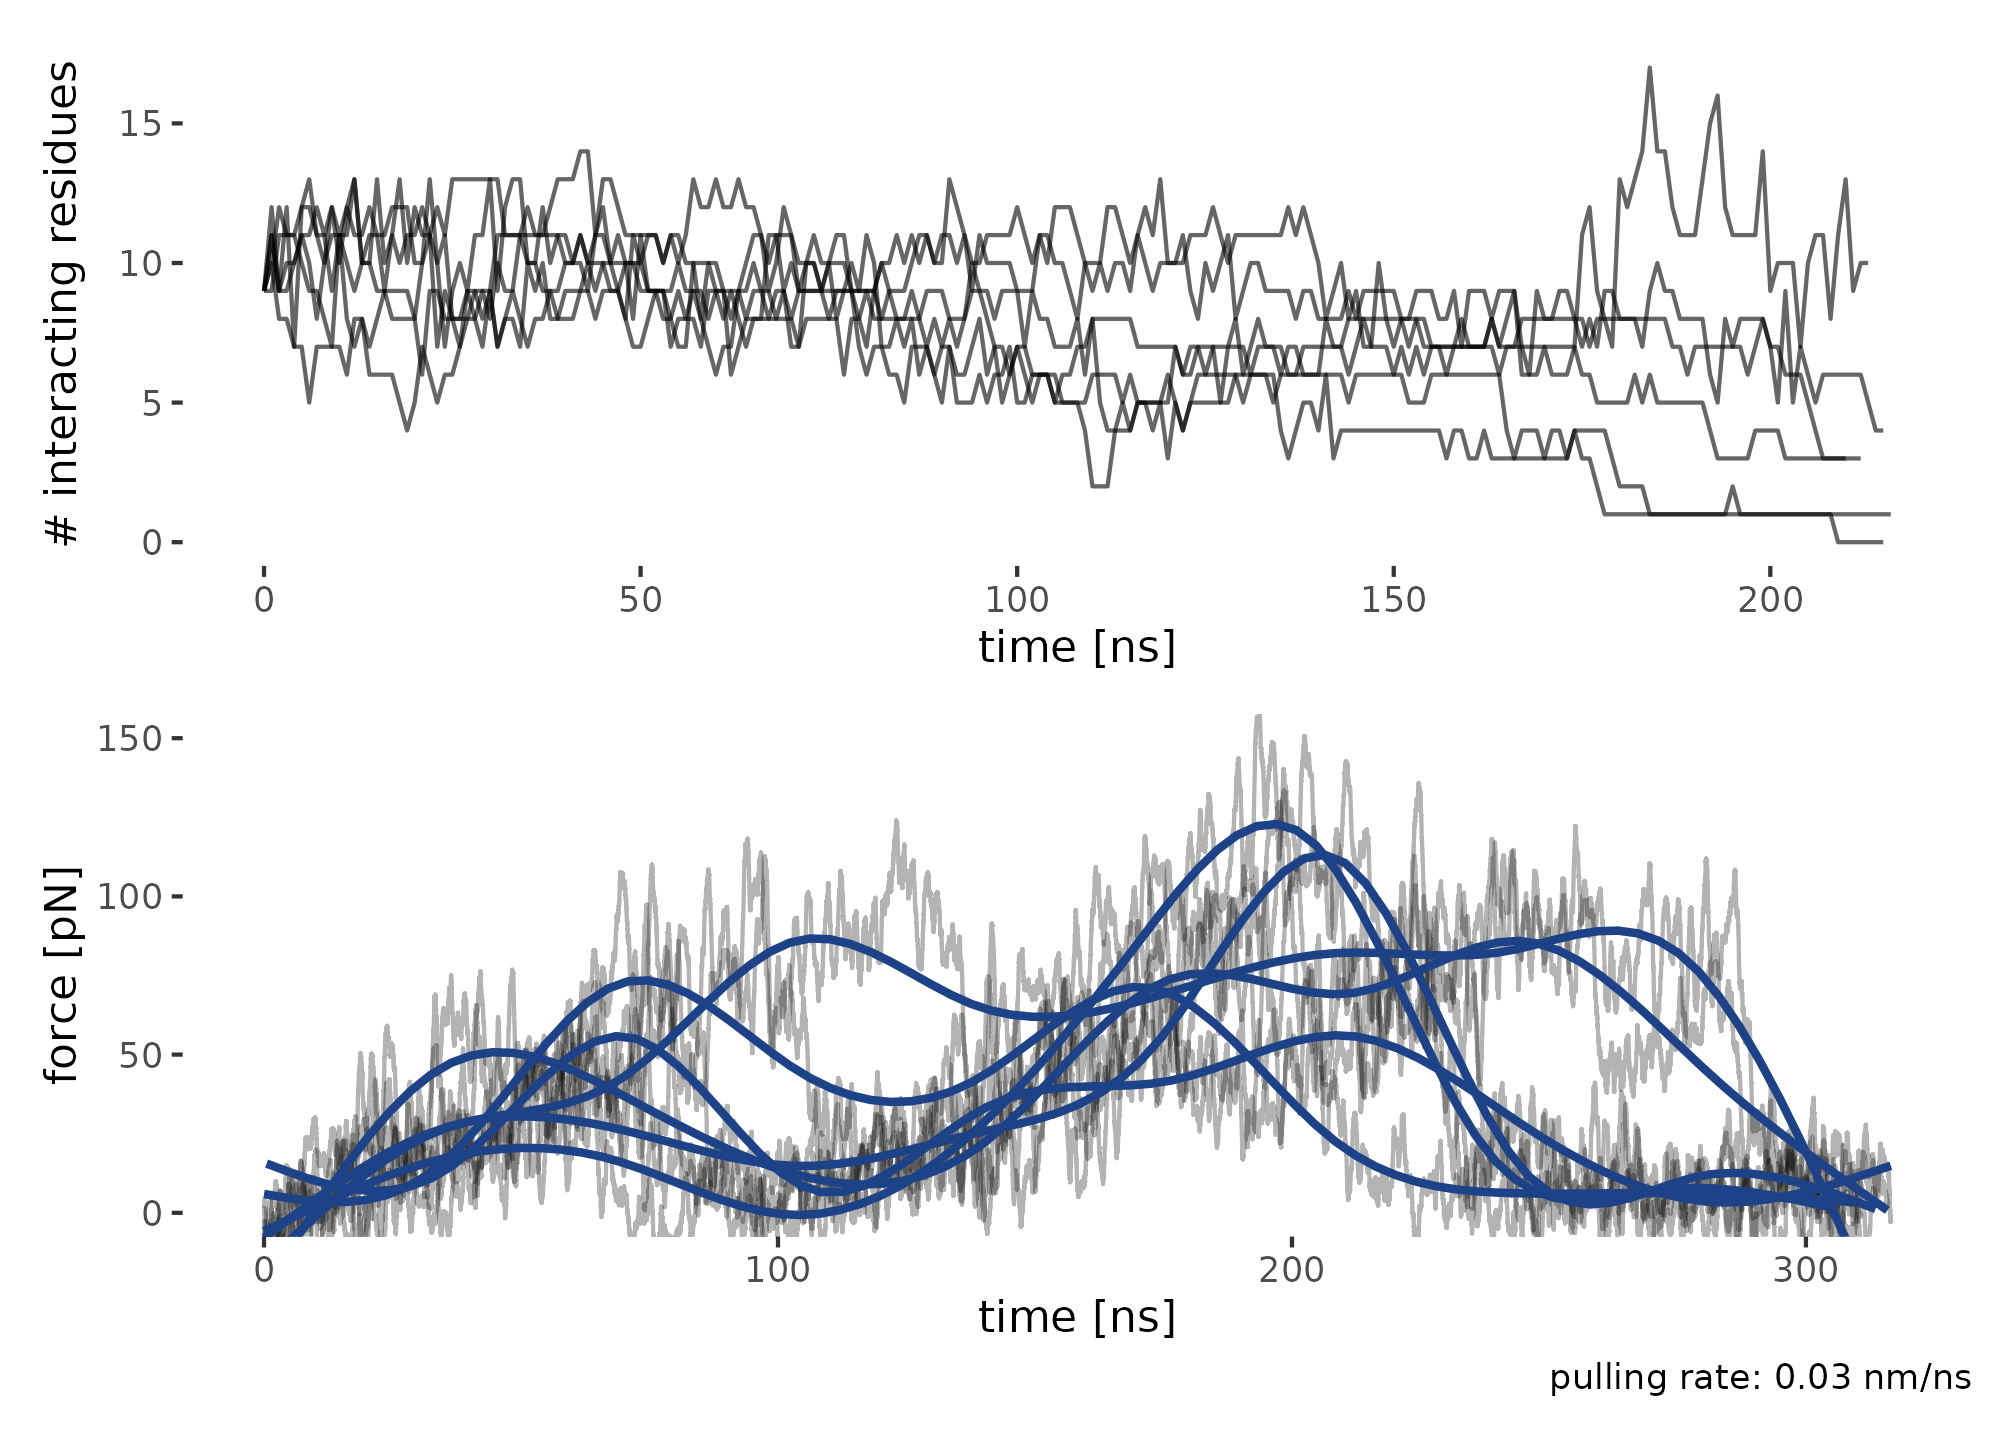 # interacting residues
15
10
5
0
0 50 100 150 200
time [ns]
force [pN]
150
100
50
0
0 100 200 300
time [ns]
pulling rate: 0.03 nm/ns